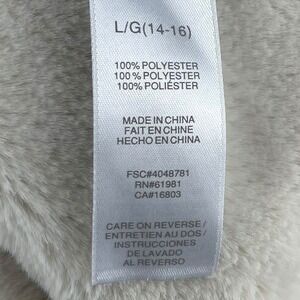 L/G(14-16)
100% POLYESTER
100% POLYESTER
100% POLIÉSTER
MADE IN CHINA
FAIT EN CHINE
HECHO EN CHINA
FSC#4048781
RN#61981
CA#16803
CARE ON REVERSE/
ENTRETIEN AU DOS/
INSTRUCCIONES
DE LAVADO
AL REVERSO